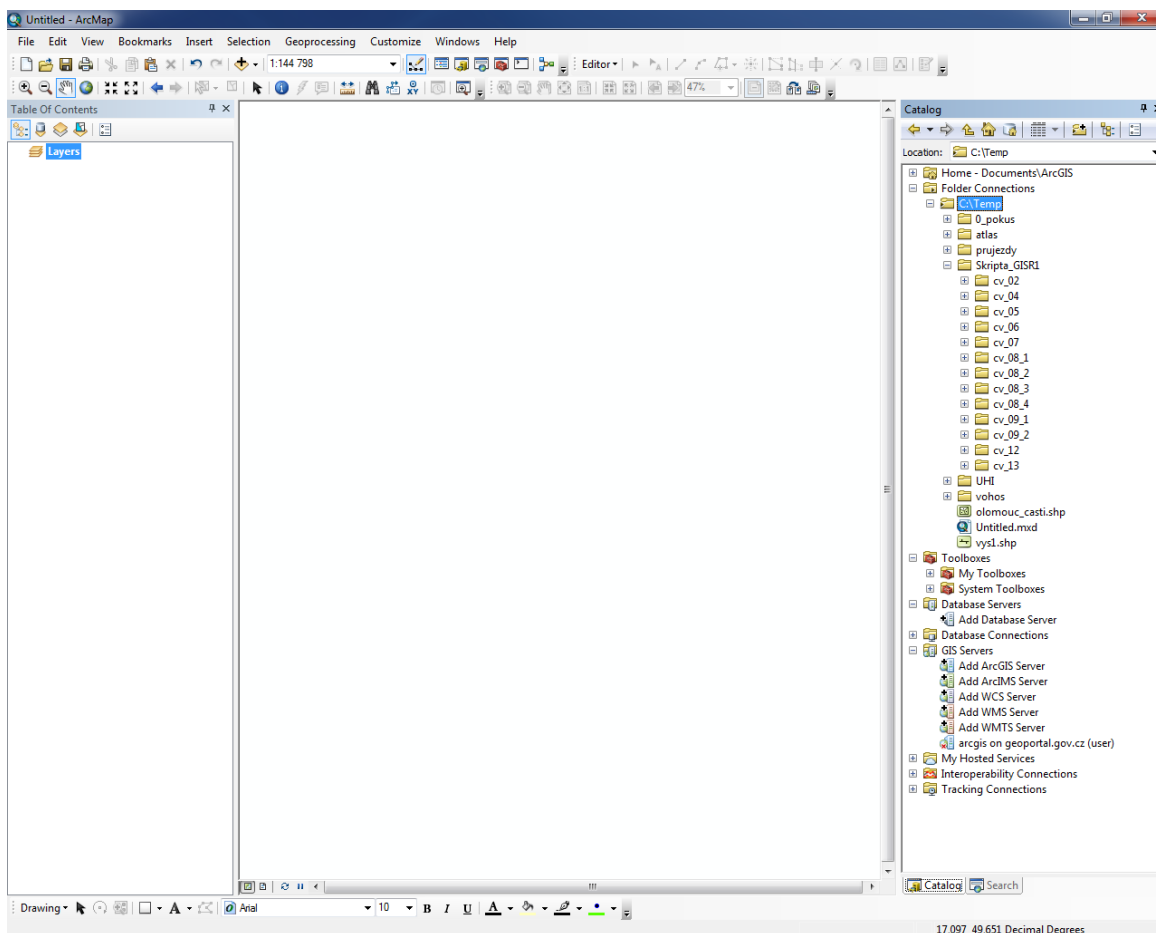 Untitled - ArcMap
File Edit View Bookmarks Insert Selection Geoprocessing Customize Windows Help
1:144 798
Editor
47%
Table Of Contents
Layers
Catalog
Location: C:\Temp
Home - Documents\ArcGIS
Folder Connections
C:\Temp
0_pokus
atlas
prujezdy
Skripta_GISR1
cv_02
cv_04
cv_05
cv_06
cv_07
cv_08_1
cv_08_2
cv_08_3
cv_08_4
cv_09_1
cv_09_2
cv_12
cv_13
UHI
vohos
olomouc_casti.shp
Untitled.mxd
vys1.shp
Toolboxes
My Toolboxes
System Toolboxes
Database Servers
Add Database Server
Database Connections
GIS Servers
Add ArcGIS Server
Add ArcIMS Server
Add WCS Server
Add WMS Server
Add WMTS Server
arcgis on geoportal.gov.cz (user)
My Hosted Services
Interoperability Connections
Tracking Connections
Catalog Search
Drawing A Arial 10 B I U A
17,097 49,651 Decimal Degrees